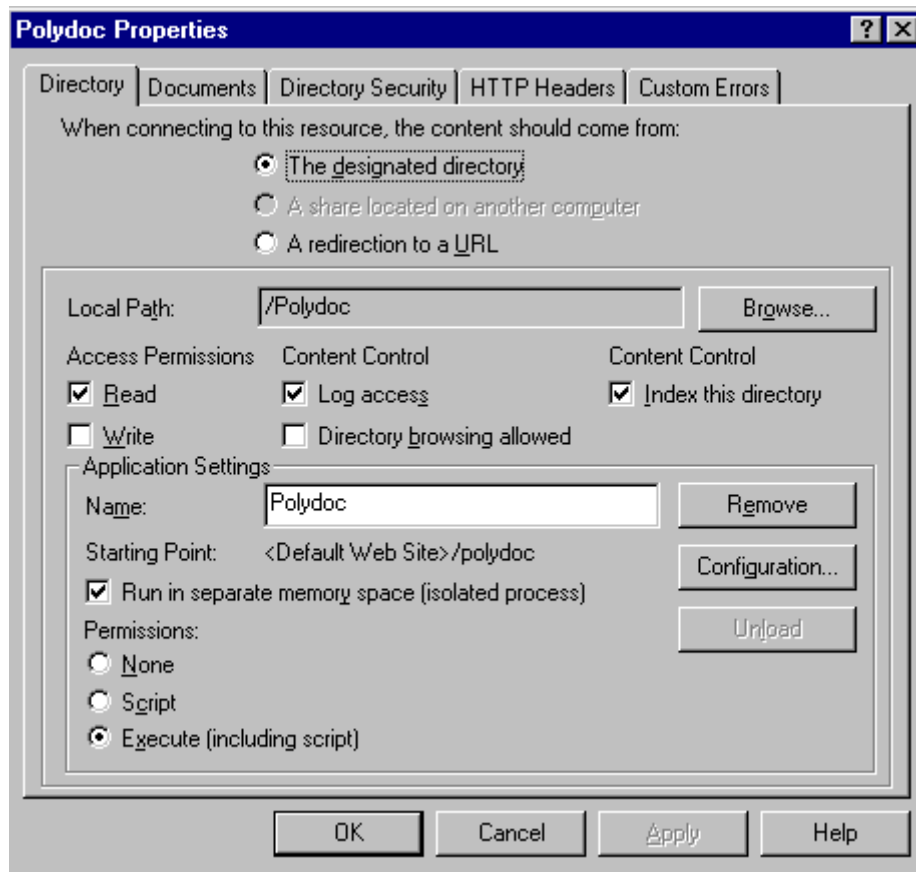 Polydoc Properties
Directory Documents Directory Security HTTP Headers Custom Errors
When connecting to this resource, the content should come from:
The designated directory
A share located on another computer
A redirection to a URL
Local Path: /Polydoc Browse...
Access Permissions Content Control Content Control
Read Log access Index this directory
Write Directory browsing allowed
Application Settings
Name: Polydoc Remove
Starting Point: <Default Web Site>/polydoc Configuration...
Run in separate memory space (isolated process)
Permissions: Unload
None
Script
Execute (including script)
OK Cancel Apply Help